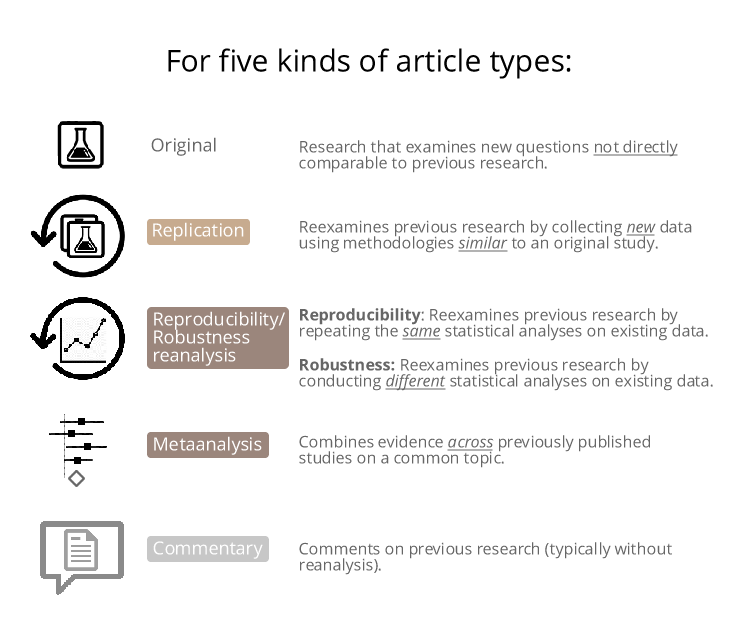 For five kinds of article types:
Original
Research that examines new questions not directly
comparable to previous research.
Replication
Reexamines previous research by collecting new data
using methodologies similar to an original study.
Reproducibility/
Robustness
reanalysis
Reproducibility: Reexamines previous research by
repeating the same statistical analyses on existing data.
Robustness: Reexamines previous research by
conducting different statistical analyses on existing data.
Metaanalysis
Combines evidence across previously published
studies on a common topic.
Commentary
Comments on previous research (typically without
reanalysis).